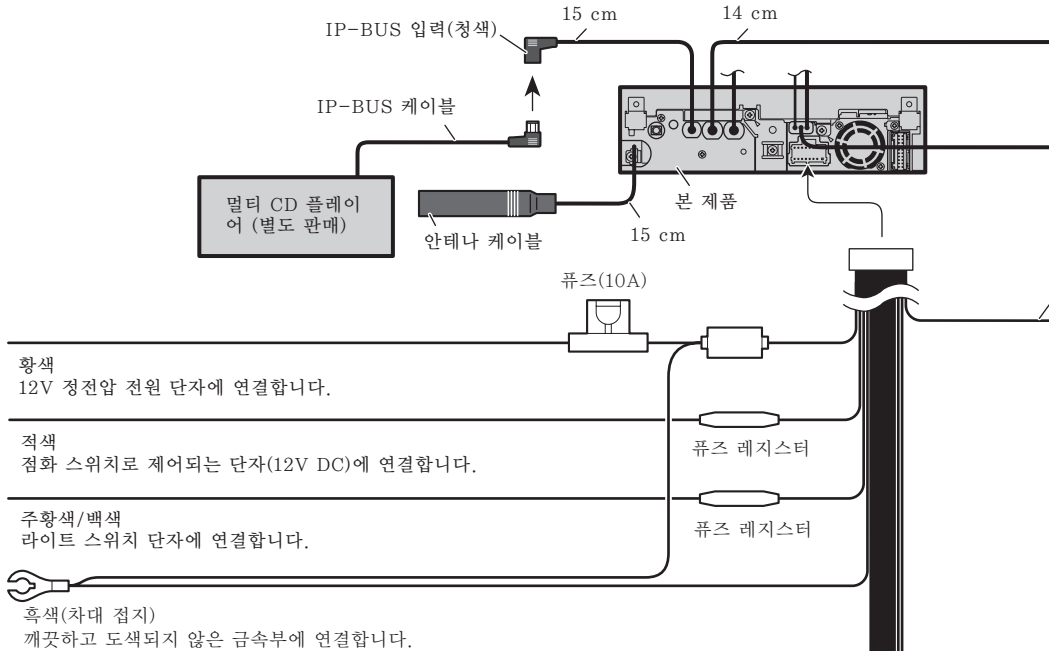 IP-BUS 입력(청색)
15 cm
14 cm
IP-BUS 케이블
멀티 CD 플레이
어 (별도 판매)
안테나 케이블
15 cm
본 제품
퓨즈(10A)
황색
12V 정전압 전원 단자에 연결합니다.
적색
점화 스위치로 제어되는 단자(12V DC)에 연결합니다.
퓨즈 레지스터
주황색/백색
라이트 스위치 단자에 연결합니다.
퓨즈 레지스터
흑색(차대 접지)
깨끗하고 도색되지 않은 금속부에 연결합니다.